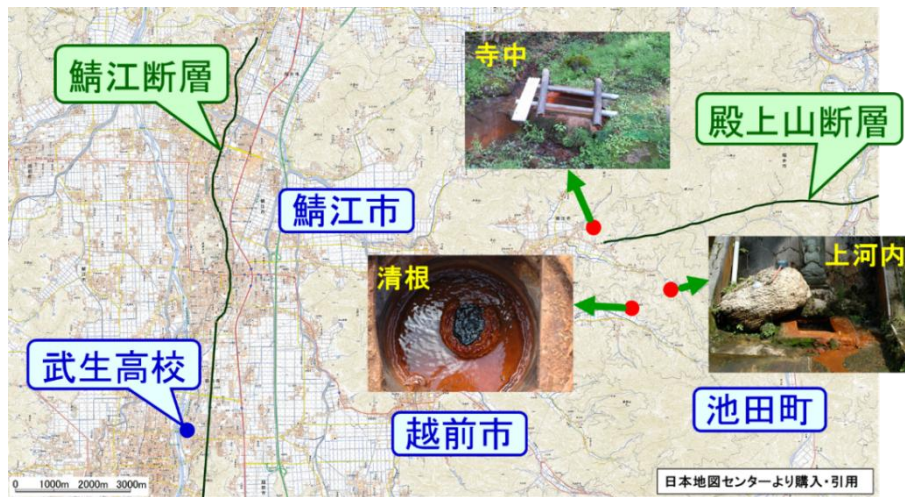 寺中
鯖江断層
殿上山断層
鯖江市
清根
上河内
武生高校
越前市
池田町
0 1000m 2000m 3000m
日本地図センターより購入・引用